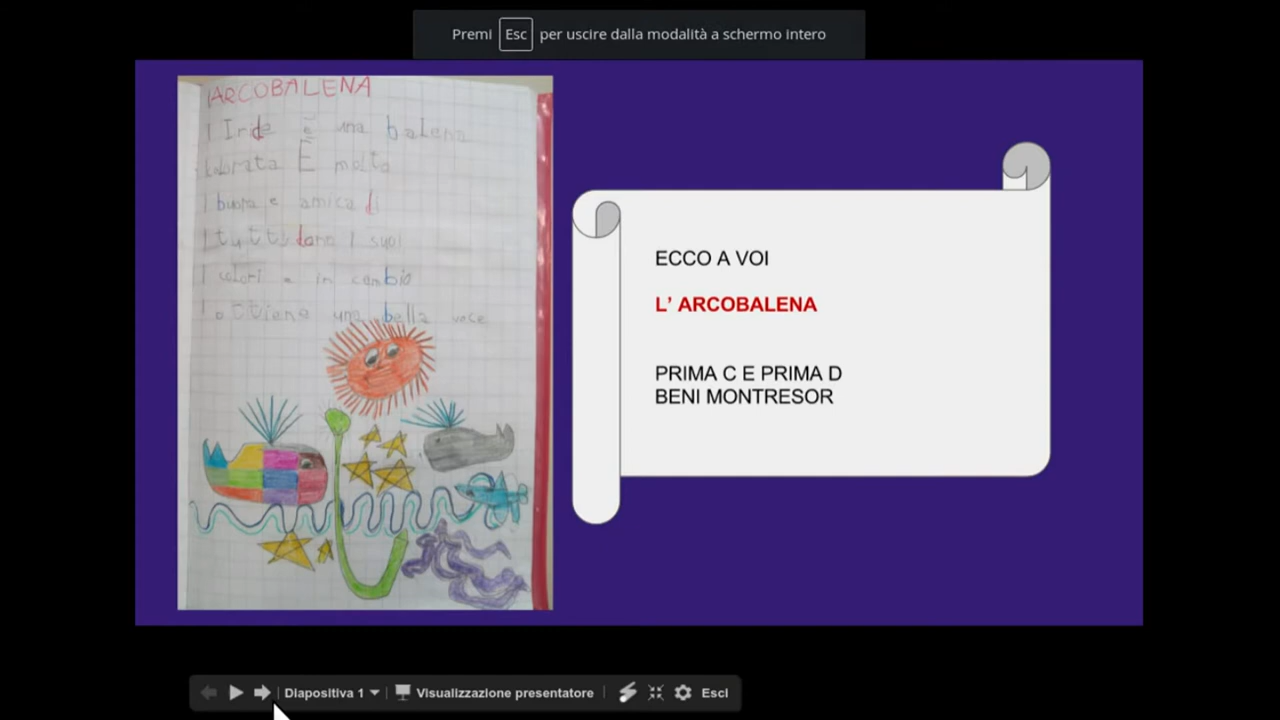 Premi Esc per uscire dalla modalità a schermo intero
ARCOBALENA
Iride è una balena
colorata È molto
buona e amica di
tutti dona i suoi
colori e in cambio
ottiene una bella voce
ECCO A VOI
L' ARCOBALENA
PRIMA C E PRIMA D
BENI MONTRESOR
Diapositiva 1
Visualizzazione presentatore
Esci